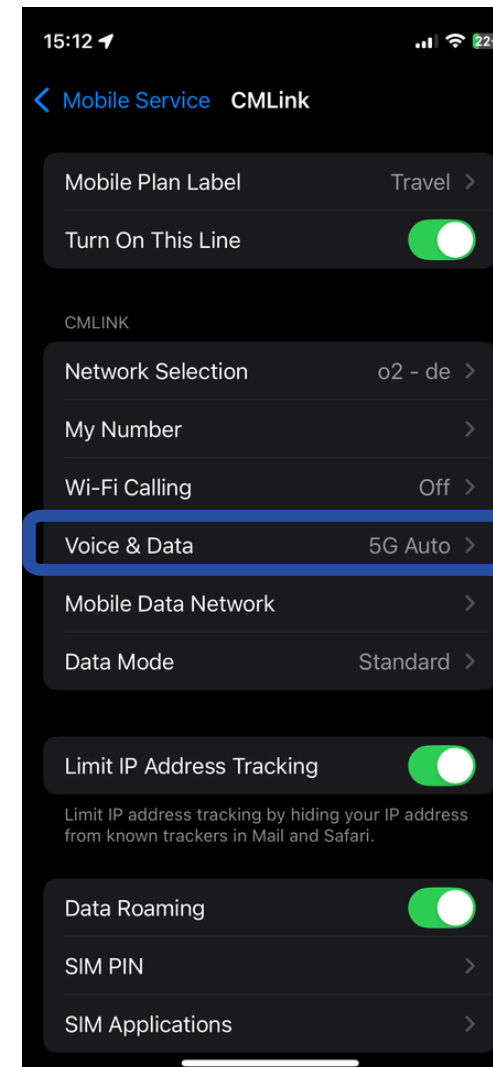 15:12
22
Mobile Service CMLink
Mobile Plan Label Travel
Turn On This Line
CMLINK
Network Selection o2 - de
My Number
Wi-Fi Calling Off
Voice & Data 5G Auto
Mobile Data Network
Data Mode Standard
Limit IP Address Tracking
Limit IP address tracking by hiding your IP address
from known trackers in Mail and Safari.
Data Roaming
SIM PIN
SIM Applications